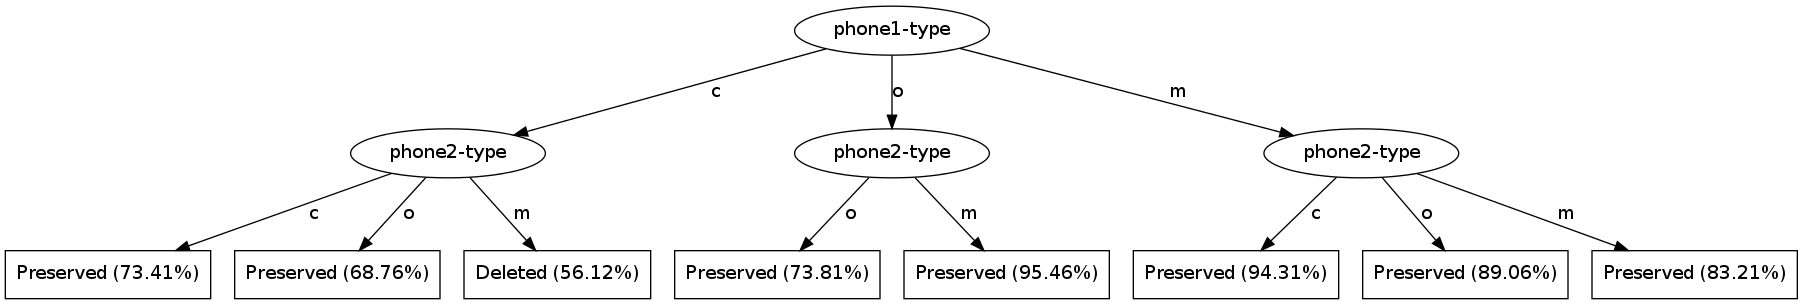 phone1-type
c
o
m
phone2-type
phone2-type
phone2-type
c
o
m
o
m
c
o
m
Preserved (73.41%)
Preserved (68.76%)
Deleted (56.12%)
Preserved (73.81%)
Preserved (95.46%)
Preserved (94.31%)
Preserved (89.06%)
Preserved (83.21%)